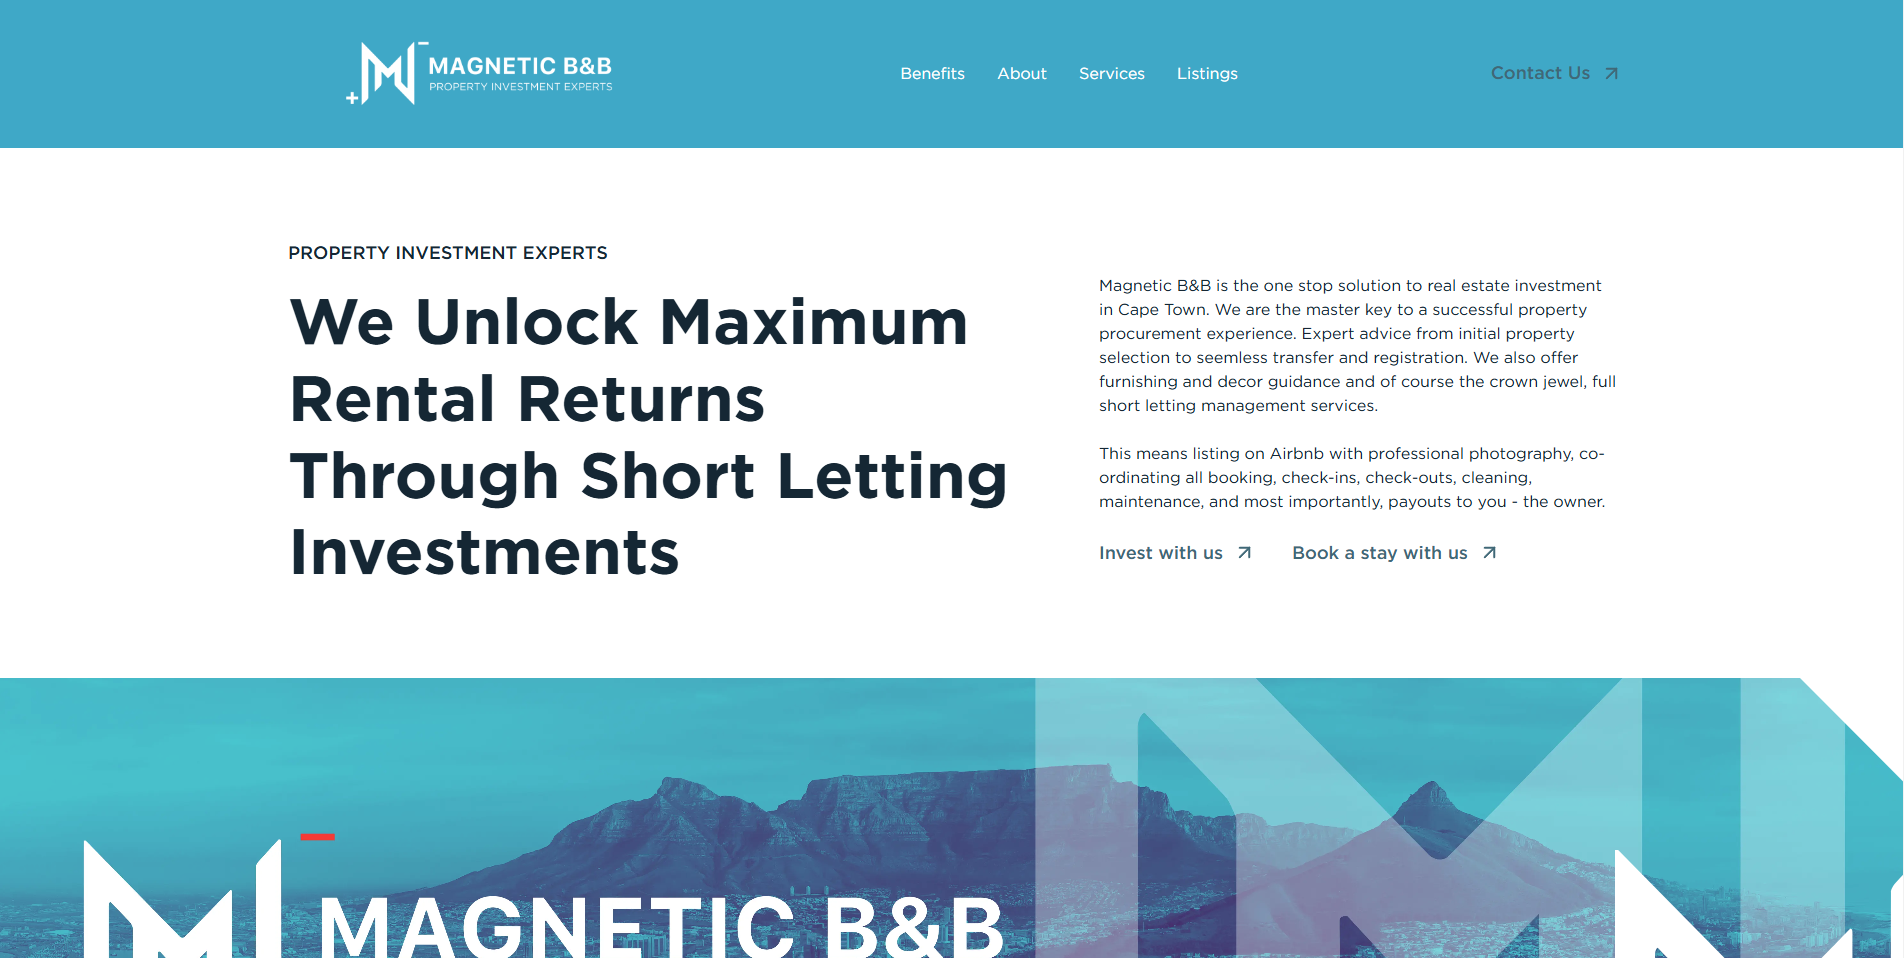 MAGNETIC B&B
PROPERTY INVESTMENT EXPERTS
Benefits
About
Services
Listings
Contact Us
PROPERTY INVESTMENT EXPERTS
We Unlock Maximum
Rental Returns
Through Short Letting
Investments
Magnetic B&B is the one stop solution to real estate investment
in Cape Town. We are the master key to a successful property
procurement experience. Expert advice from initial property
selection to seemless transfer and registration. We also offer
furnishing and decor guidance and of course the crown jewel, full
short letting management services.
This means listing on Airbnb with professional photography, co-
ordinating all booking, check-ins, check-outs, cleaning,
maintenance, and most importantly, payouts to you - the owner.
Invest with us
Book a stay with us
MAGNETIC B&B